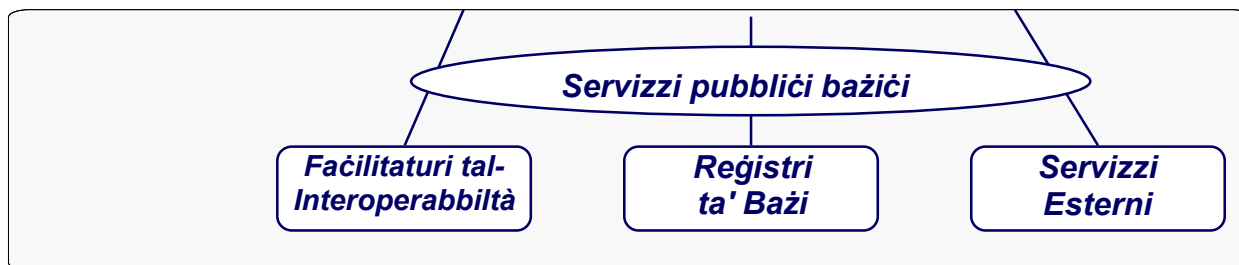 Servizzi pubbliċi bażiċi
Faċilitaturi tal-
Interoperabbiltà
Reġistri
ta' Bażi
Servizzi
Esterni